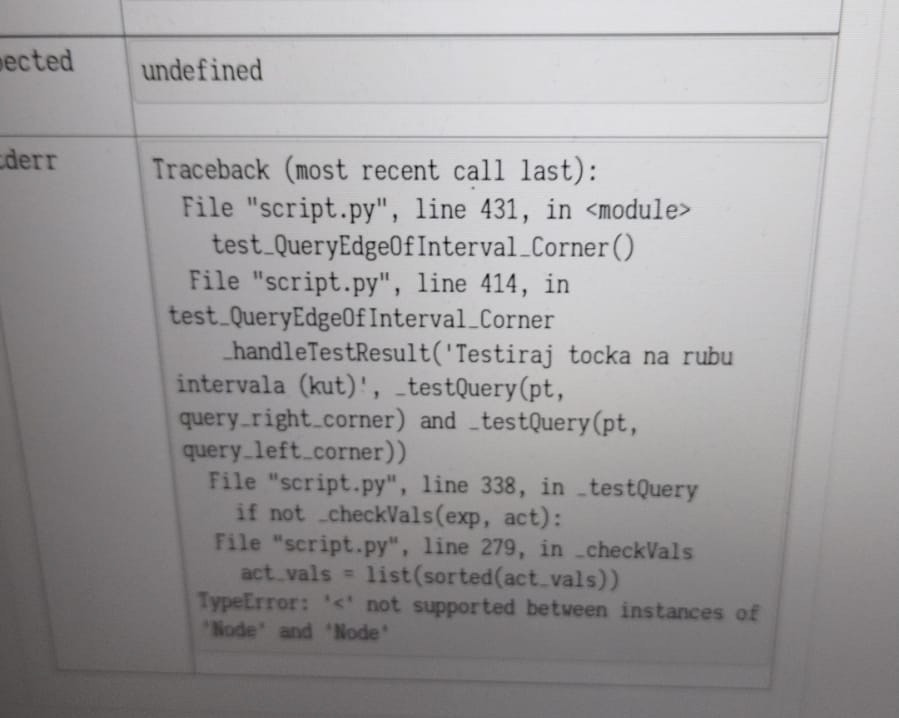 ected
undefined
derr
Traceback (most recent call last):
File "script.py", line 431, in <module>
test_QueryEdgeOfInterval_Corner()
File "script.py", line 414, in
test_QueryEdgeOfInterval_Corner
_handleTestResult('Testiraj tocka na rubu
intervala (kut)', _testQuery(pt,
query_right_corner) and _testQuery(pt,
query_left_corner))
File "script.py", line 338, in _testQuery
if not _checkVals(exp, act):
File "script.py", line 279, in _checkVals
act_vals = list(sorted(act_vals))
TypeError: '<' not supported between instances of
'Node' and 'Node'